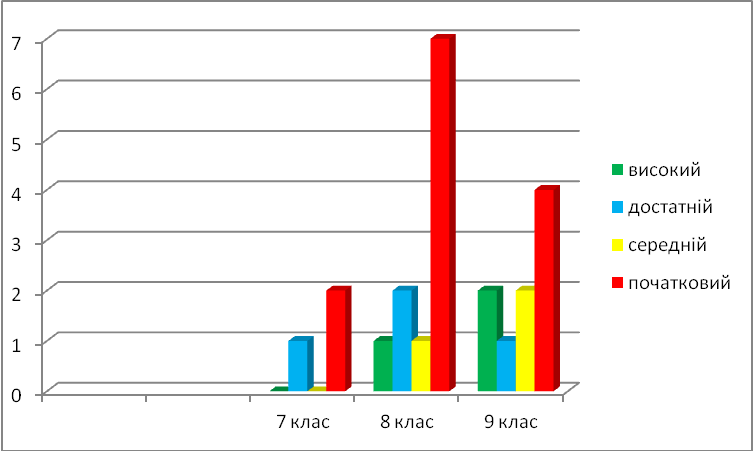 7
6
5
4
3
2
1
0
7 клас
8 клас
9 клас
високий
достатній
середній
початковий